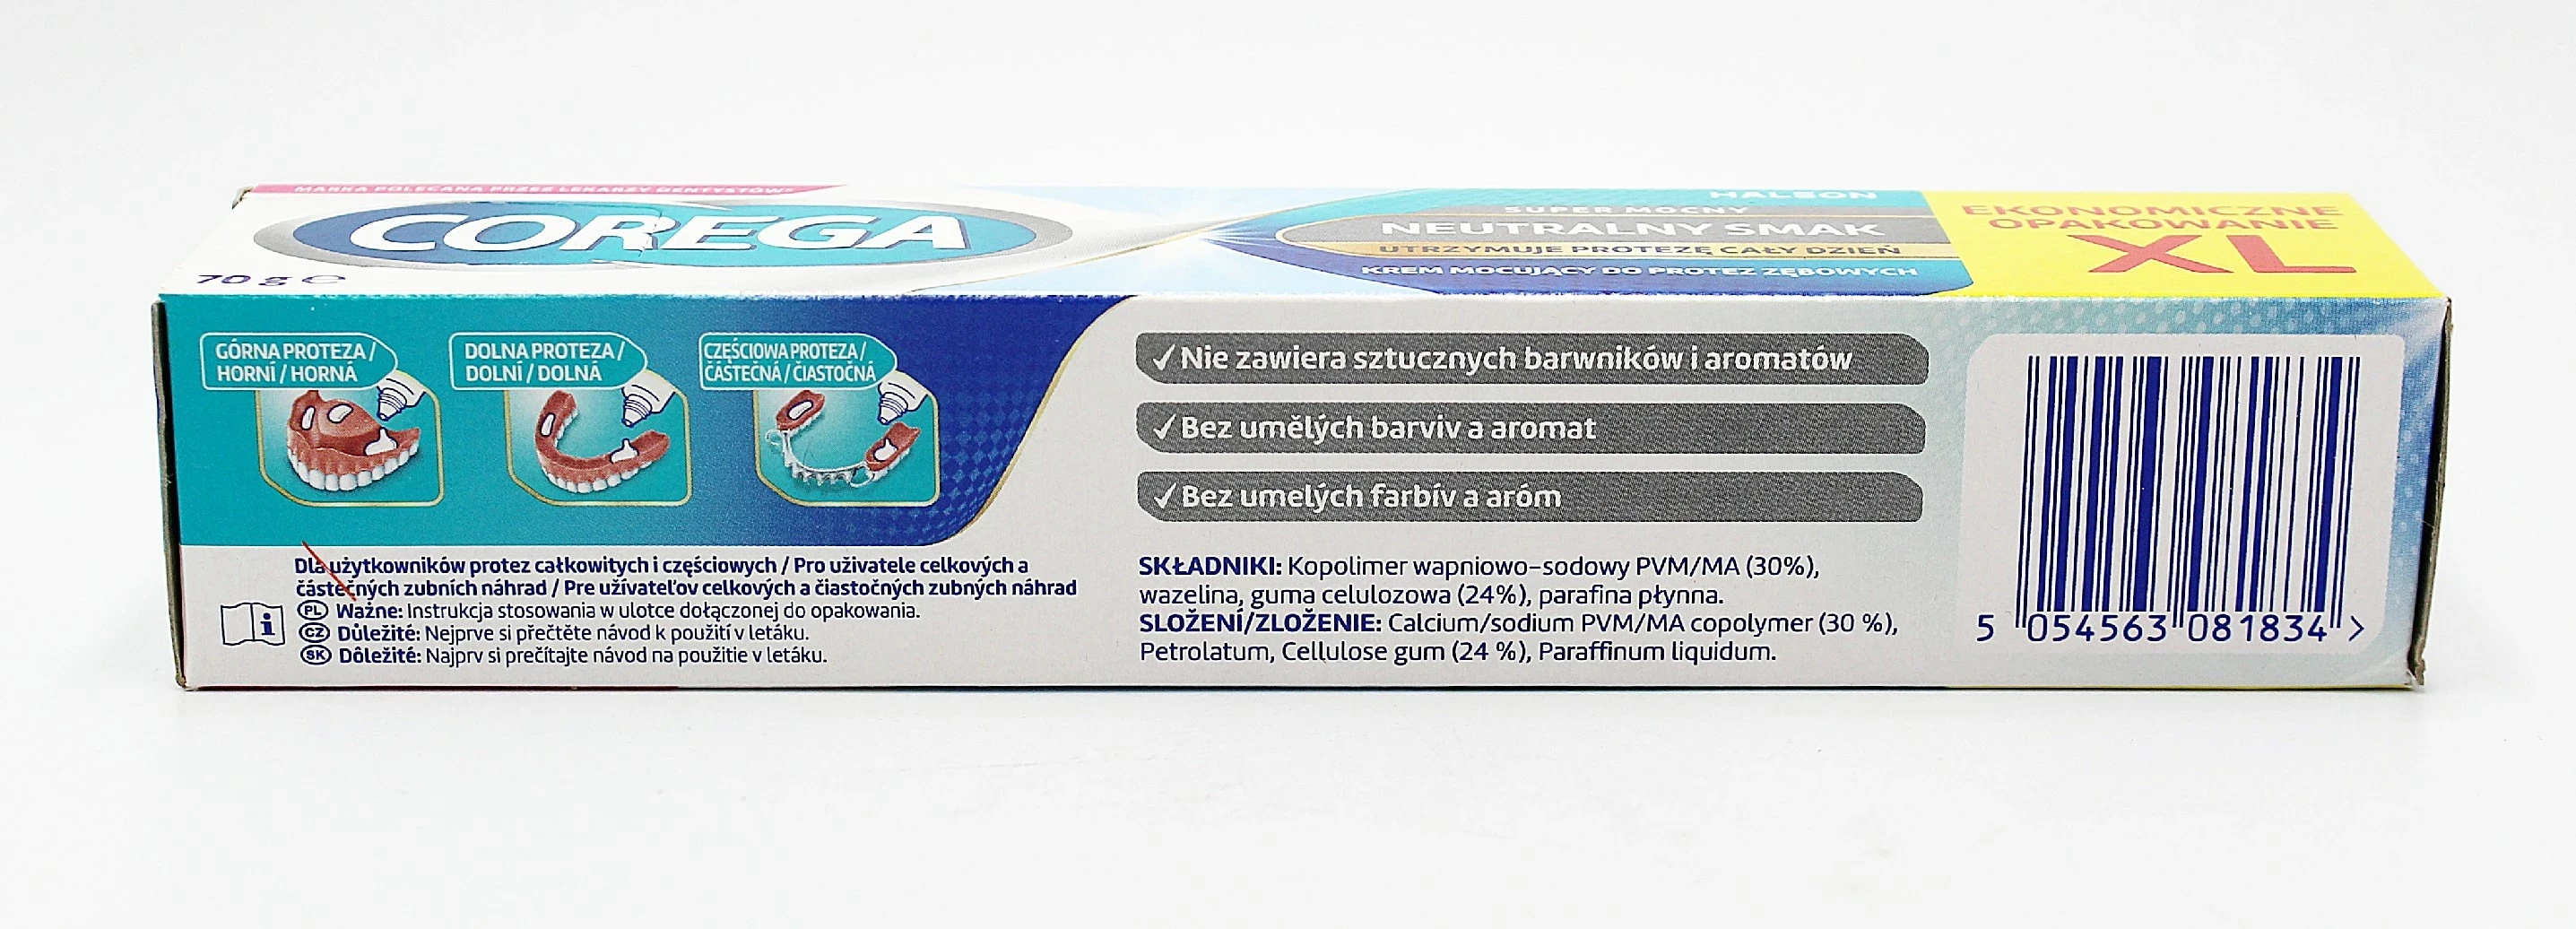 MARKA POLECANA PRZEZ LEKARZY DENTYSTÓW*
COREGA
70 g ℮
HALEON
SUPER MOCNY
NEUTRALNY SMAK
UTRZYMUJE PROTEZĘ CAŁY DZIEŃ
KREM MOCUJĄCY DO PROTEZ ZĘBOWYCH
EKONOMICZNE
OPAKOWANIE
XL
GÓRNA PROTEZA /
HORNÍ / HORNÁ
DOLNA PROTEZA /
DOLNÍ / DOLNÁ
CZĘŚCIOWA PROTEZA /
ČÁSTEČNÁ / ČIASTOČNÁ
Dla użytkowników protez całkowitych i częściowych / Pro uživatele celkových a
částečných zubních náhrad / Pre užívateľov celkových a čiastočných zubných náhrad
PL Ważne: Instrukcja stosowania w ulotce dołączonej do opakowania.
CZ Důležité: Nejprve si přečtěte návod k použití v letáku.
SK Dôležité: Najprv si prečítajte návod na použitie v letáku.
✓ Nie zawiera sztucznych barwników i aromatów
✓ Bez umělých barviv a aromat
✓ Bez umelých farbív a aróm
SKŁADNIKI: Kopolimer wapniowo-sodowy PVM/MA (30%),
wazelina, guma celulozowa (24%), parafina płynna.
SLOŽENÍ/ZLOŽENIE: Calcium/sodium PVM/MA copolymer (30 %),
Petrolatum, Cellulose gum (24 %), Paraffinum liquidum.
5 054563 081834 >